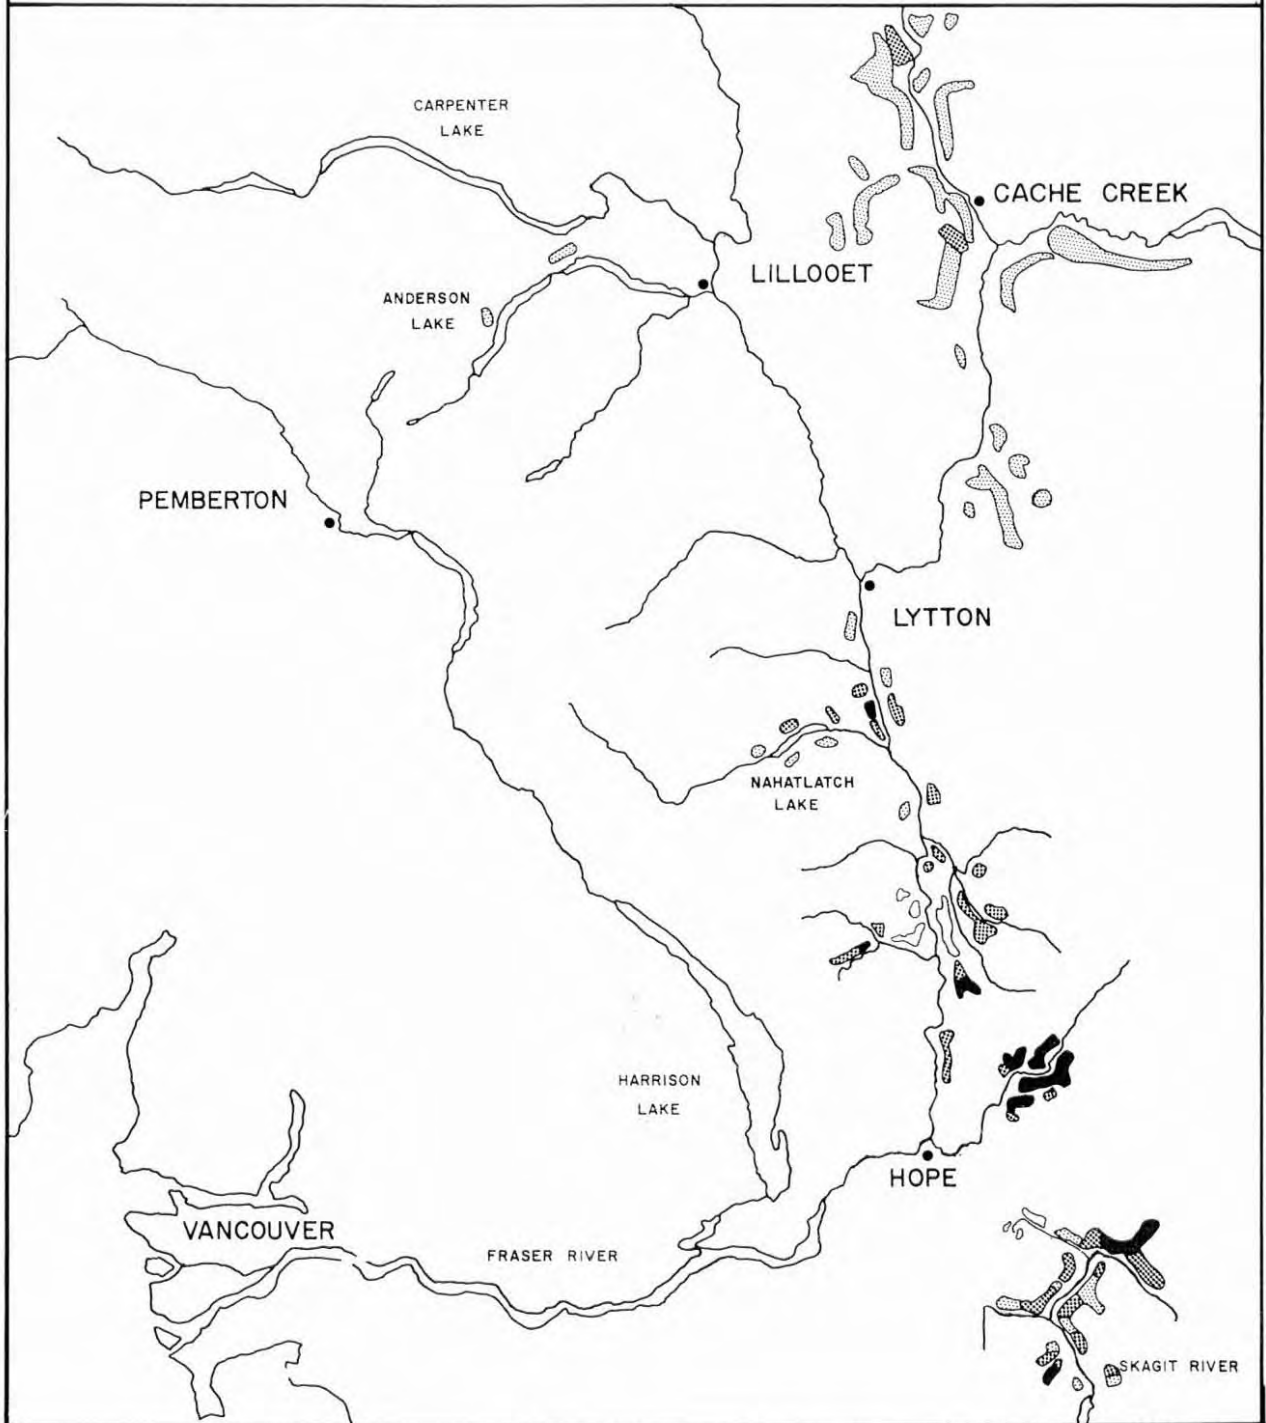 CARPENTER
LAKE
CACHE CREEK
LILLOOET
ANDERSON
LAKE
PEMBERTON
LYTTON
NAHATLATCH
LAKE
HARRISON
LAKE
HOPE
VANCOUVER
FRASER RIVER
SKAGIT RIVER